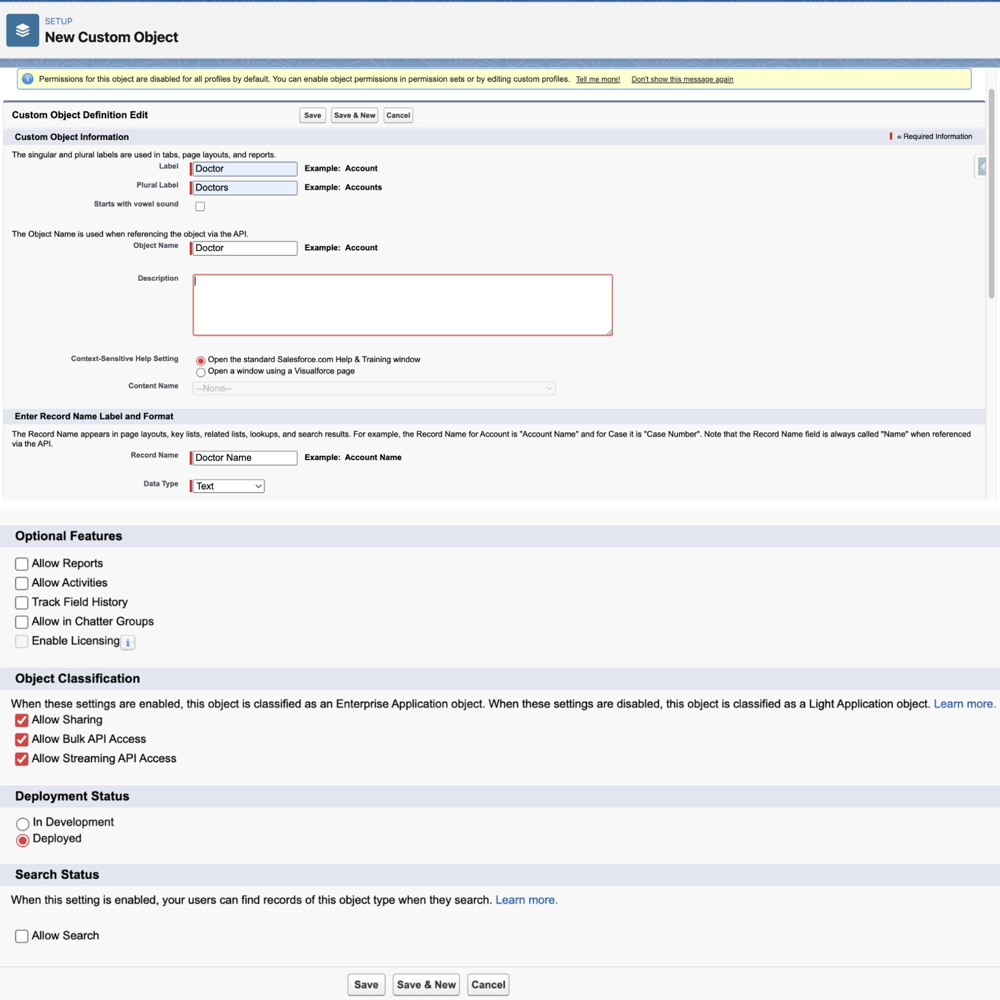 SETUP
New Custom Object
Permissions for this object are disabled for all profiles by default. You can enable object permissions in permission sets or by editing custom profiles. Tell me more! Don't show this message again
Custom Object Definition Edit Save Save & New Cancel
Custom Object Information = Required Information
The singular and plural labels are used in tabs, page layouts, and reports.
Label Doctor Example: Account
Plural Label Doctors Example: Accounts
Starts with vowel sound
The Object Name is used when referencing the object via the API.
Object Name Doctor Example: Account
Description
Context-Sensitive Help Setting Open the standard Salesforce.com Help & Training window
Open a window using a Visualforce page
Content Name --None--
Enter Record Name Label and Format
The Record Name appears in page layouts, key lists, related lists, lookups, and search results. For example, the Record Name for Account is "Account Name" and for Case it is "Case Number". Note that the Record Name field is always called "Name" when referenced
via the API.
Record Name Doctor Name Example: Account Name
Data Type Text
Optional Features
Allow Reports
Allow Activities
Track Field History
Allow in Chatter Groups
Enable Licensing i
Object Classification
When these settings are enabled, this object is classified as an Enterprise Application object. When these settings are disabled, this object is classified as a Light Application object. Learn more.
Allow Sharing
Allow Bulk API Access
Allow Streaming API Access
Deployment Status
In Development
Deployed
Search Status
When this setting is enabled, your users can find records of this object type when they search. Learn more.
Allow Search
Save Save & New Cancel